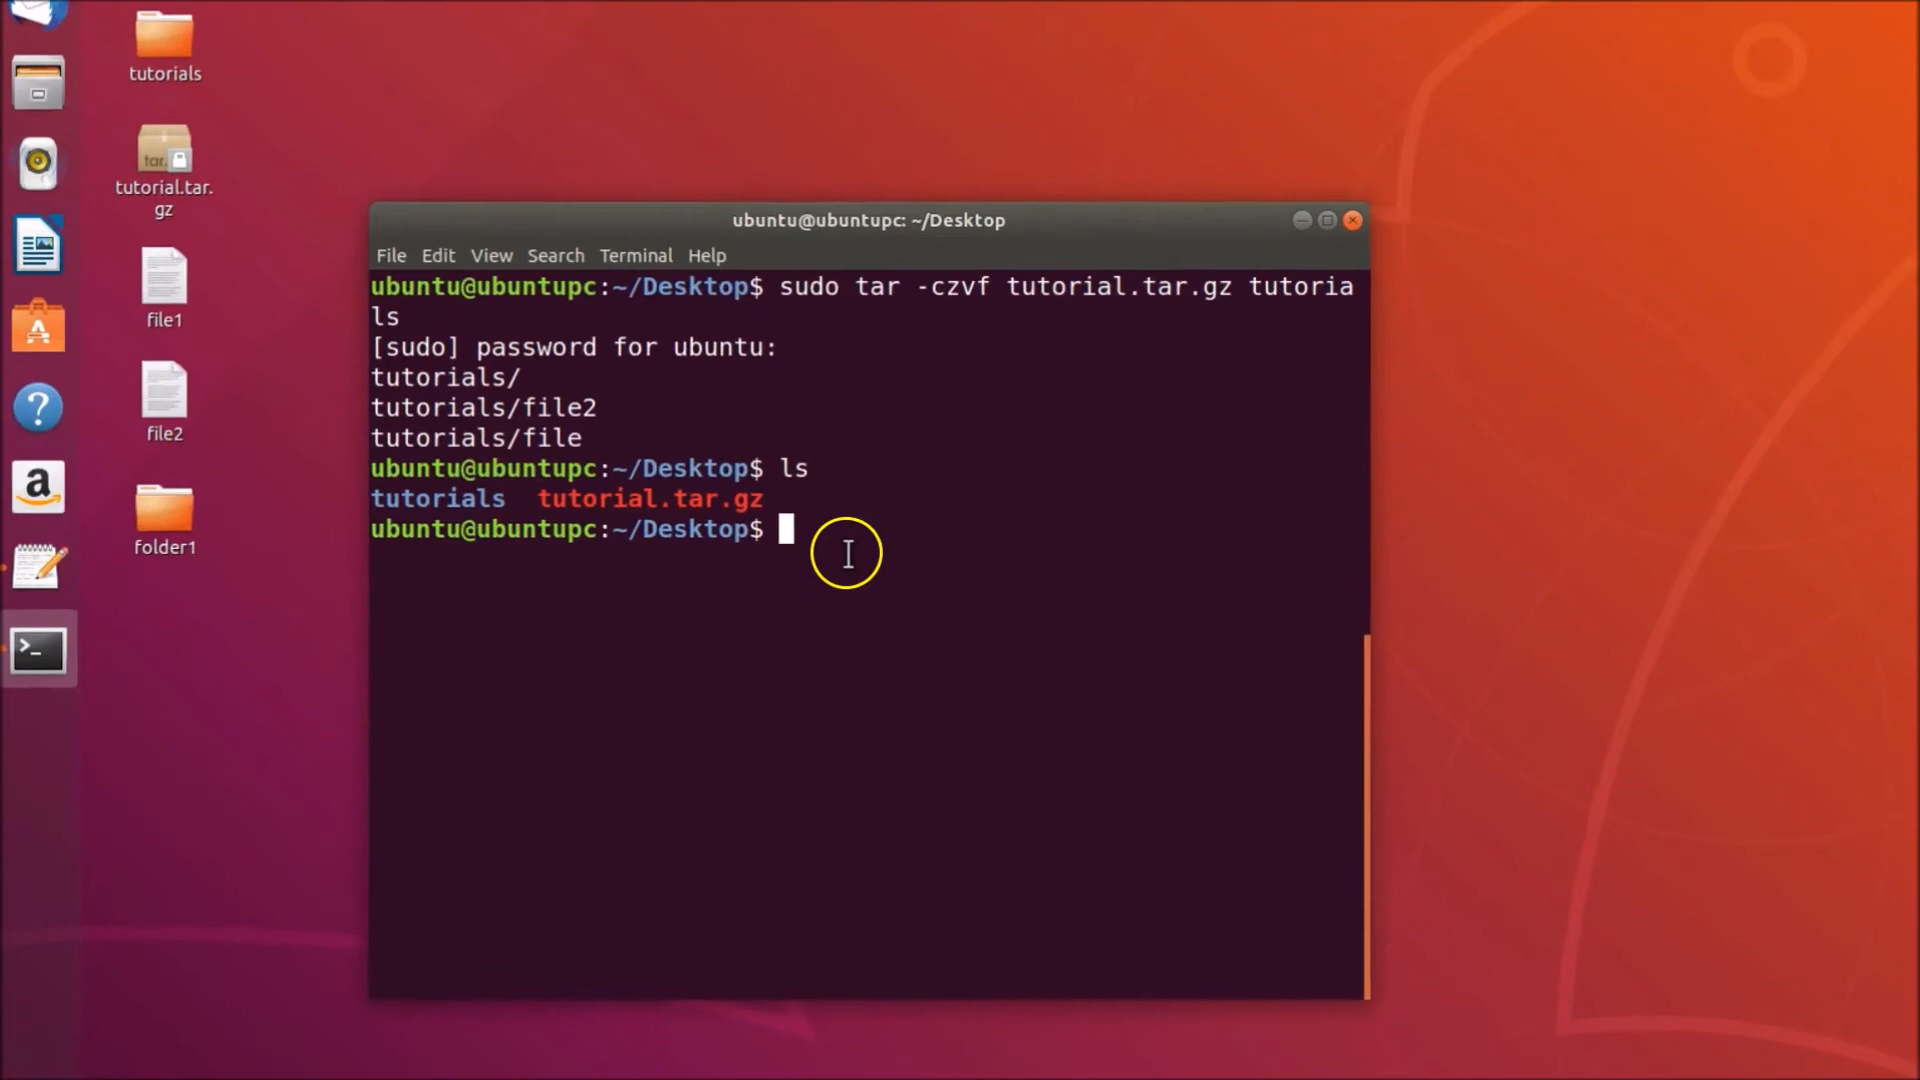 tutorials
tar.
tutorial.tar.
gz
file1
file2
folder1
a
?
>_
ubuntu@ubuntupc: ~/Desktop
File Edit View Search Terminal Help
ubuntu@ubuntupc:~/Desktop$ sudo tar -czvf tutorial.tar.gz tutoria
ls
[sudo] password for ubuntu:
tutorials/
tutorials/file2
tutorials/file
ubuntu@ubuntupc:~/Desktop$ ls
tutorials tutorial.tar.gz
ubuntu@ubuntupc:~/Desktop$